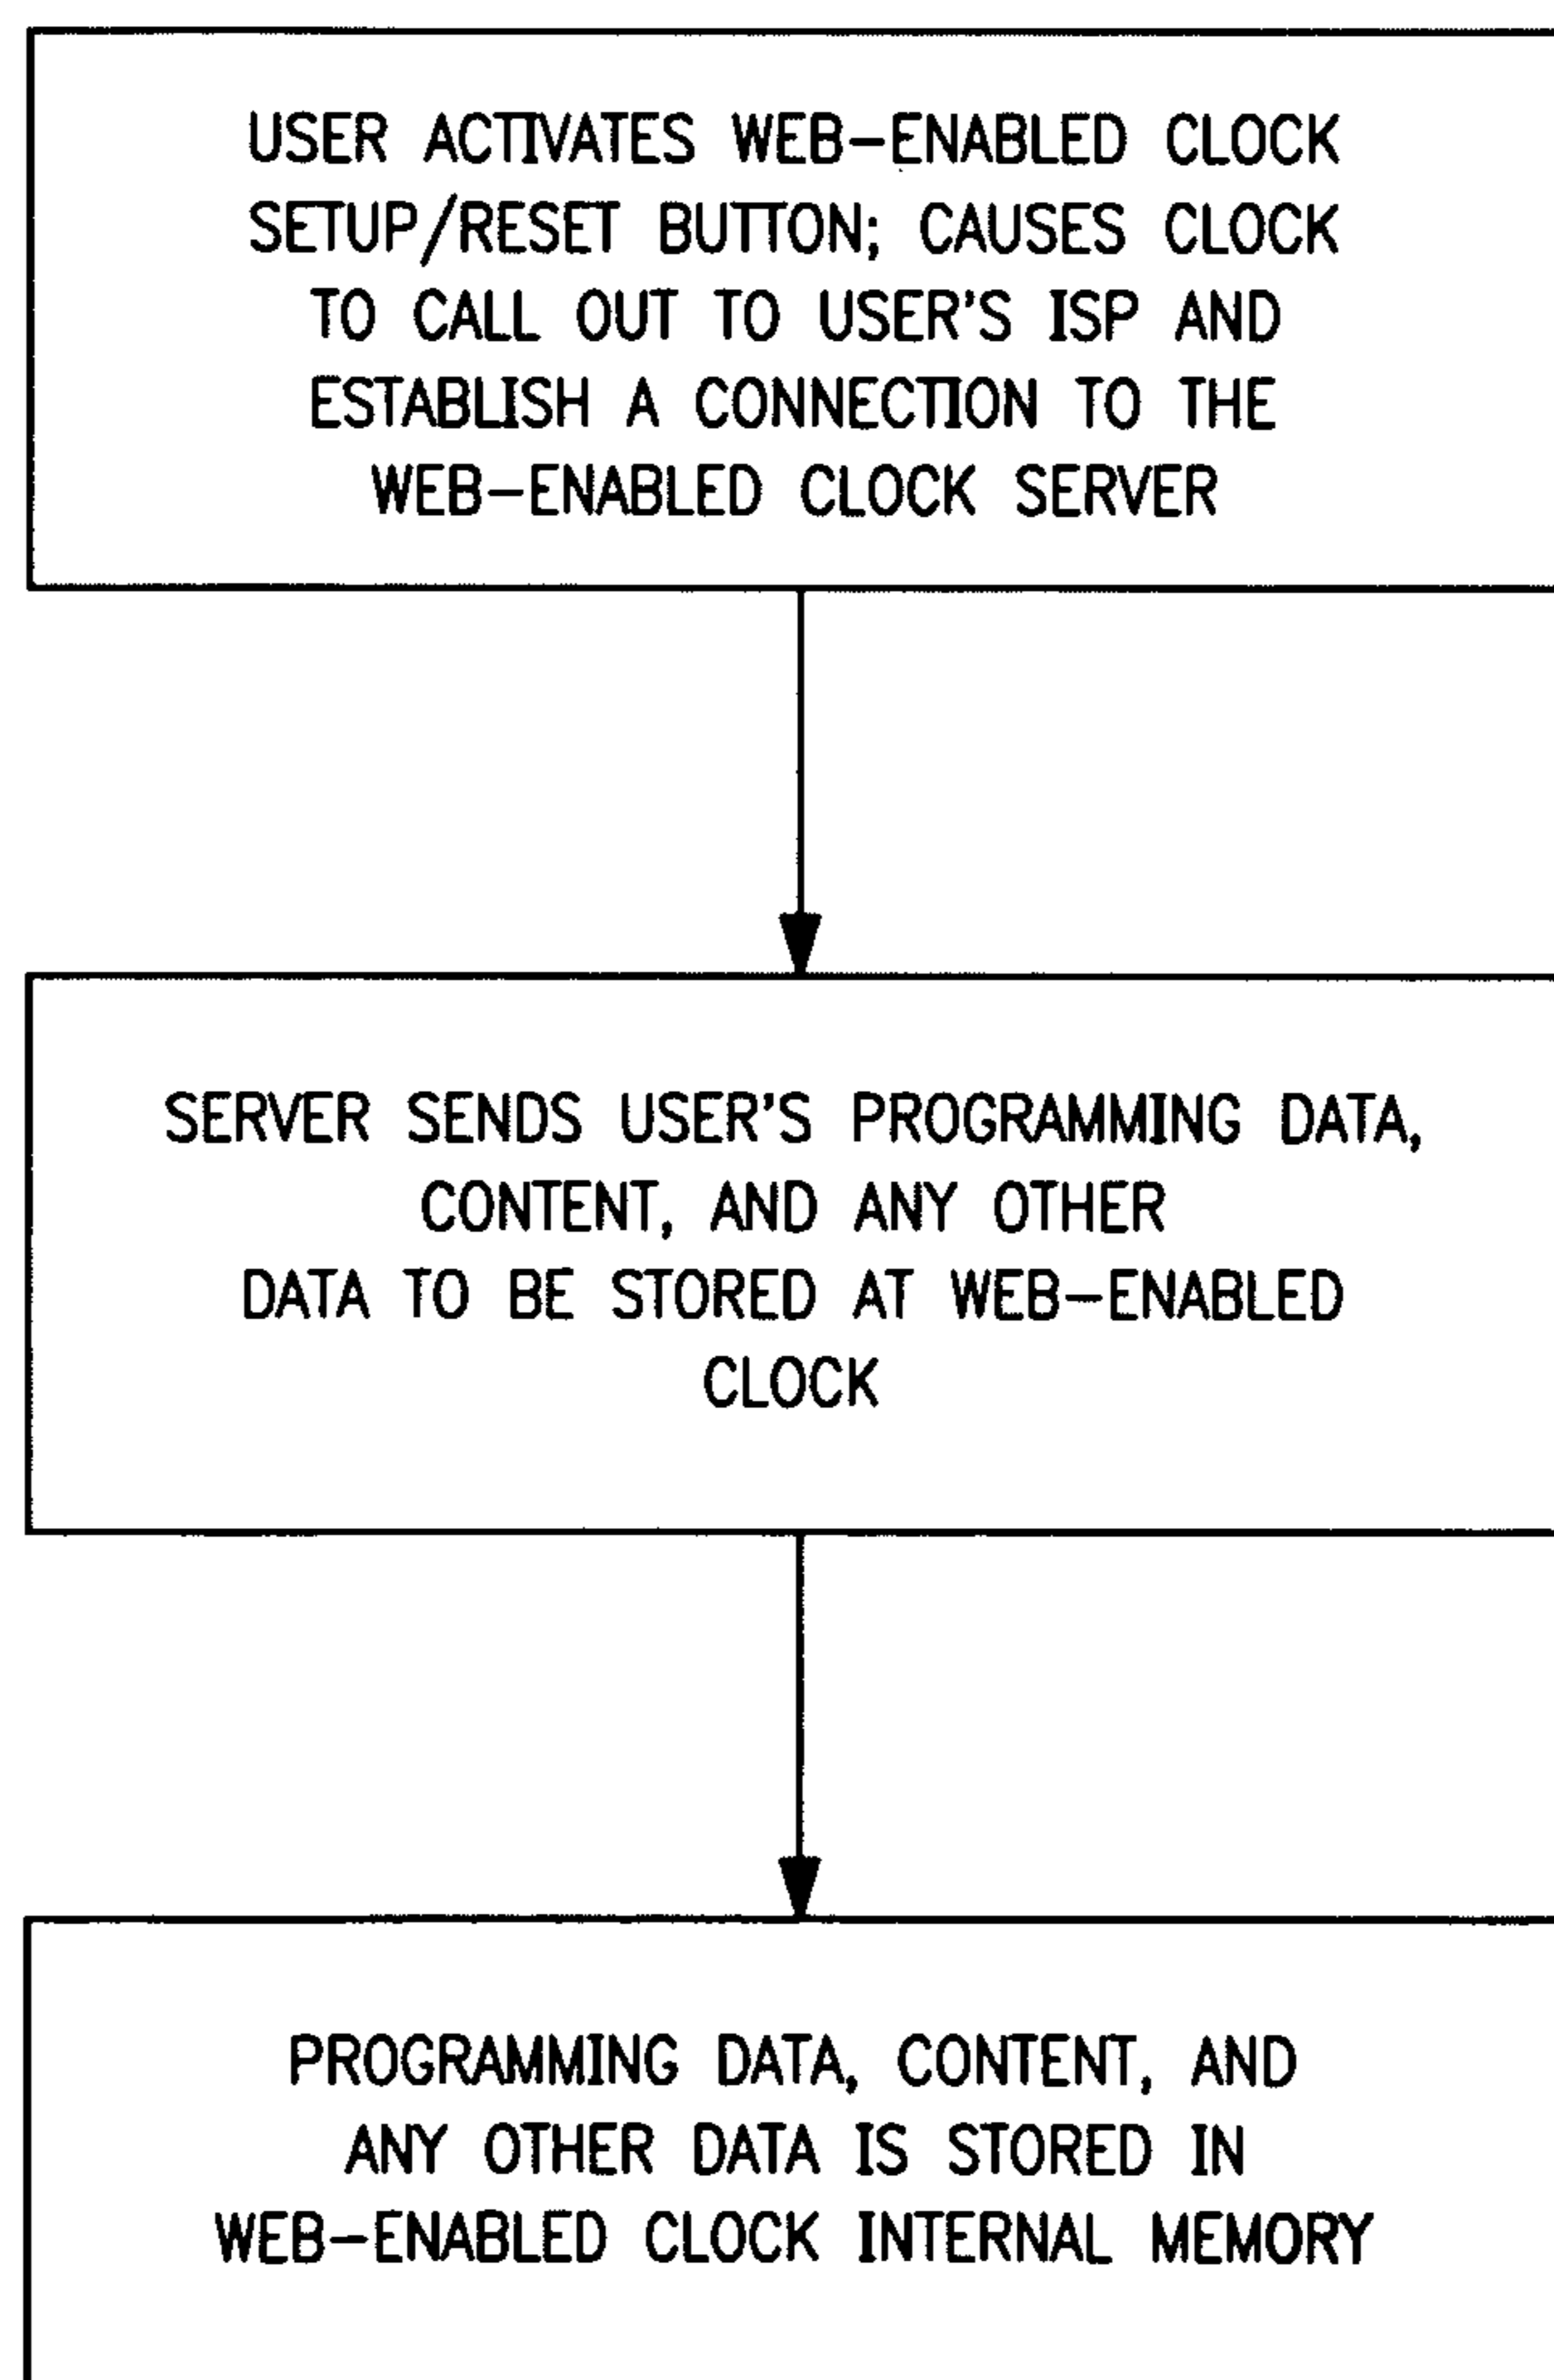 USER ACTIVATES WEB-ENABLED CLOCK
SETUP/RESET BUTTON; CAUSES CLOCK
TO CALL OUT TO USER'S ISP AND
ESTABLISH A CONNECTION TO THE
WEB-ENABLED CLOCK SERVER
SERVER SENDS USER'S PROGRAMMING DATA,
CONTENT, AND ANY OTHER
DATA TO BE STORED AT WEB-ENABLED
CLOCK
PROGRAMMING DATA, CONTENT, AND
ANY OTHER DATA IS STORED IN
WEB-ENABLED CLOCK INTERNAL MEMORY